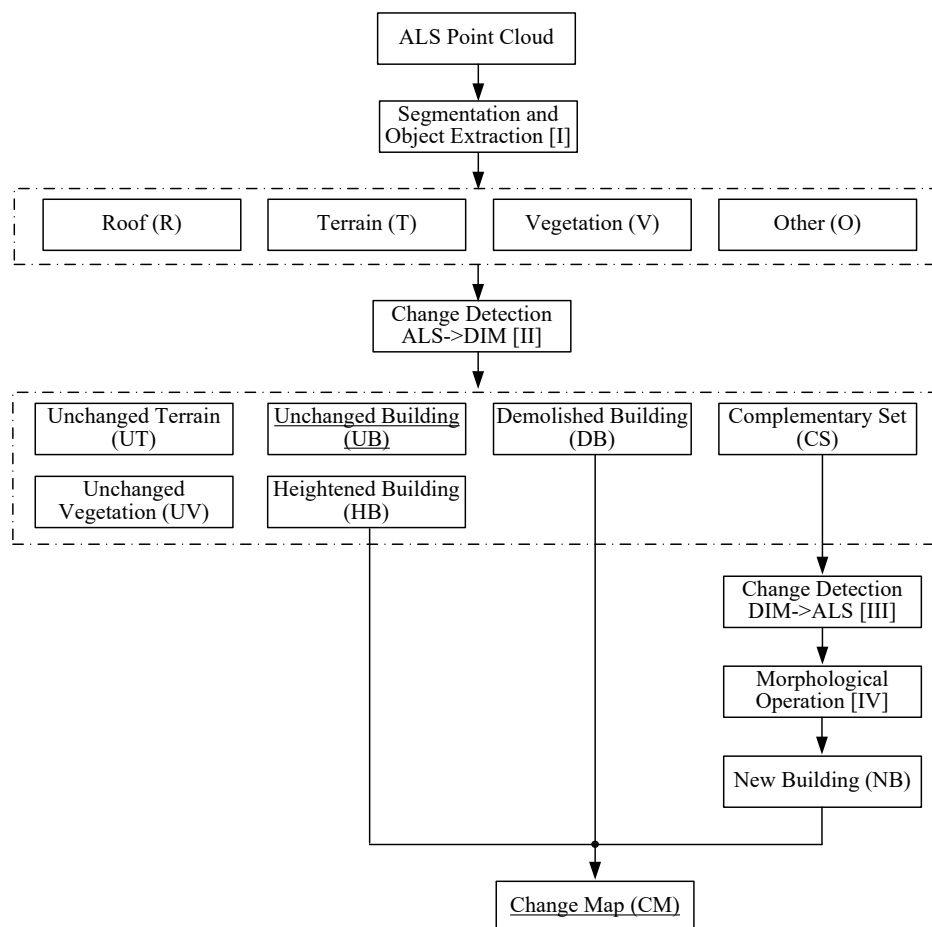 ALS Point Cloud
Segmentation and
Object Extraction [I]
Roof (R)
Terrain (T)
Vegetation (V)
Other (O)
Change Detection
ALS->DIM [II]
Unchanged Terrain
(UT)
Unchanged Building
(UB)
Demolished Building
(DB)
Complementary Set
(CS)
Unchanged
Vegetation (UV)
Heightened Building
(HB)
Change Detection
DIM->ALS [III]
Morphological
Operation [IV]
New Building (NB)
Change Map (CM)